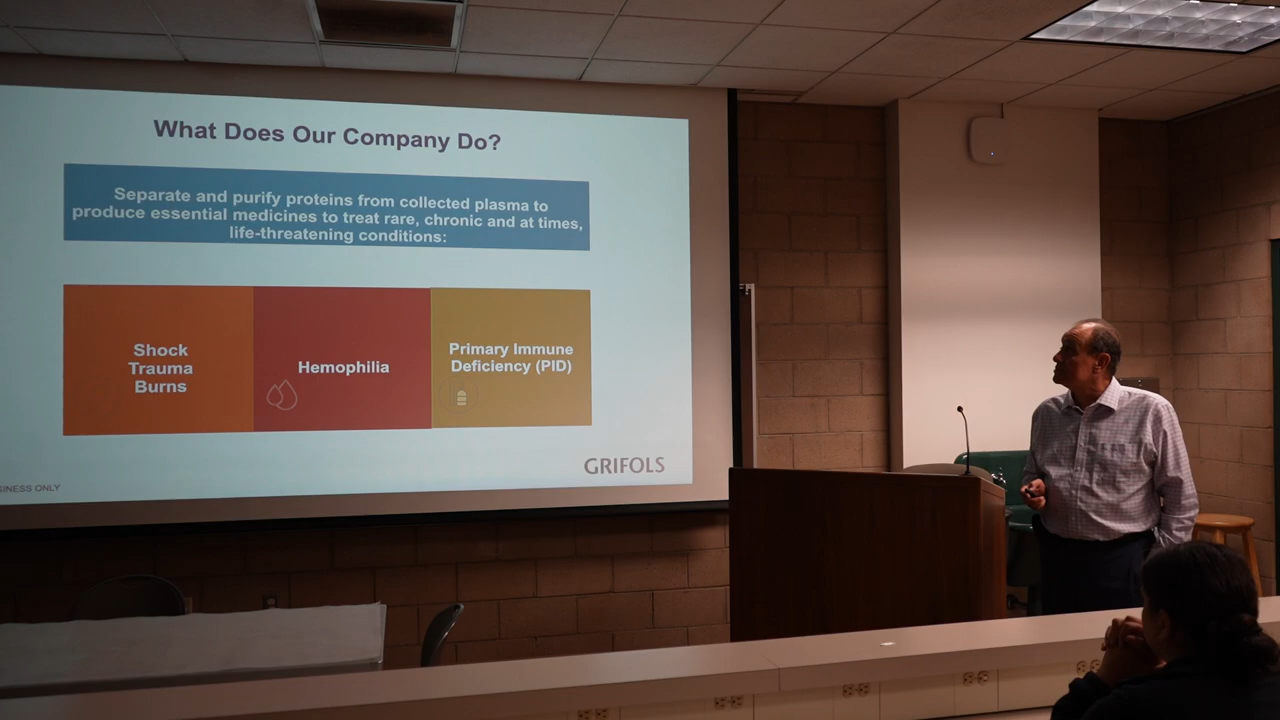 What Does Our Company Do?
Separate and purify proteins from collected plasma to
produce essential medicines to treat rare, chronic and at times,
life-threatening conditions:
Shock
Trauma
Burns
Hemophilia
Primary Immune
Deficiency (PID)
GRIFOLS
ONLY